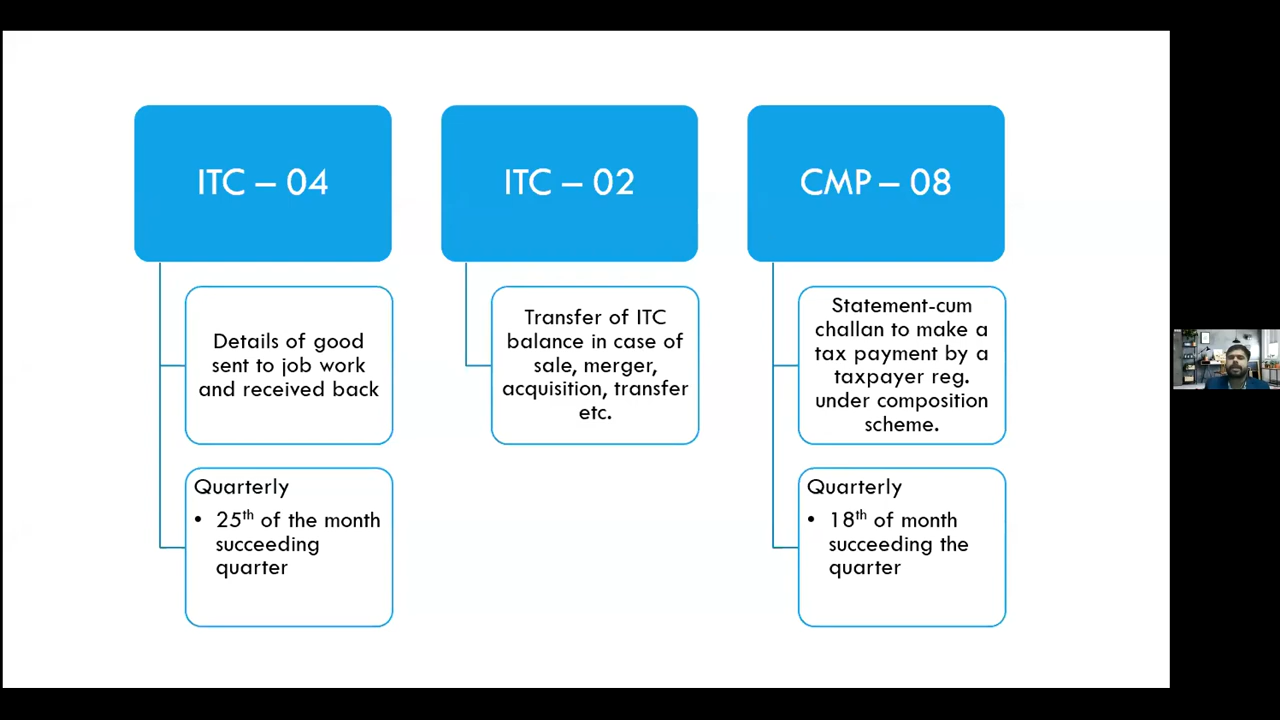 ITC – 04
Details of good
sent to job work
and received back
Quarterly
• 25th of the month
succeeding
quarter
ITC – 02
Transfer of ITC
balance in case of
sale, merger,
acquisition, transfer
etc.
CMP – 08
Statement-cum
challan to make a
tax payment by a
taxpayer reg.
under composition
scheme.
Quarterly
• 18th of month
succeeding the
quarter